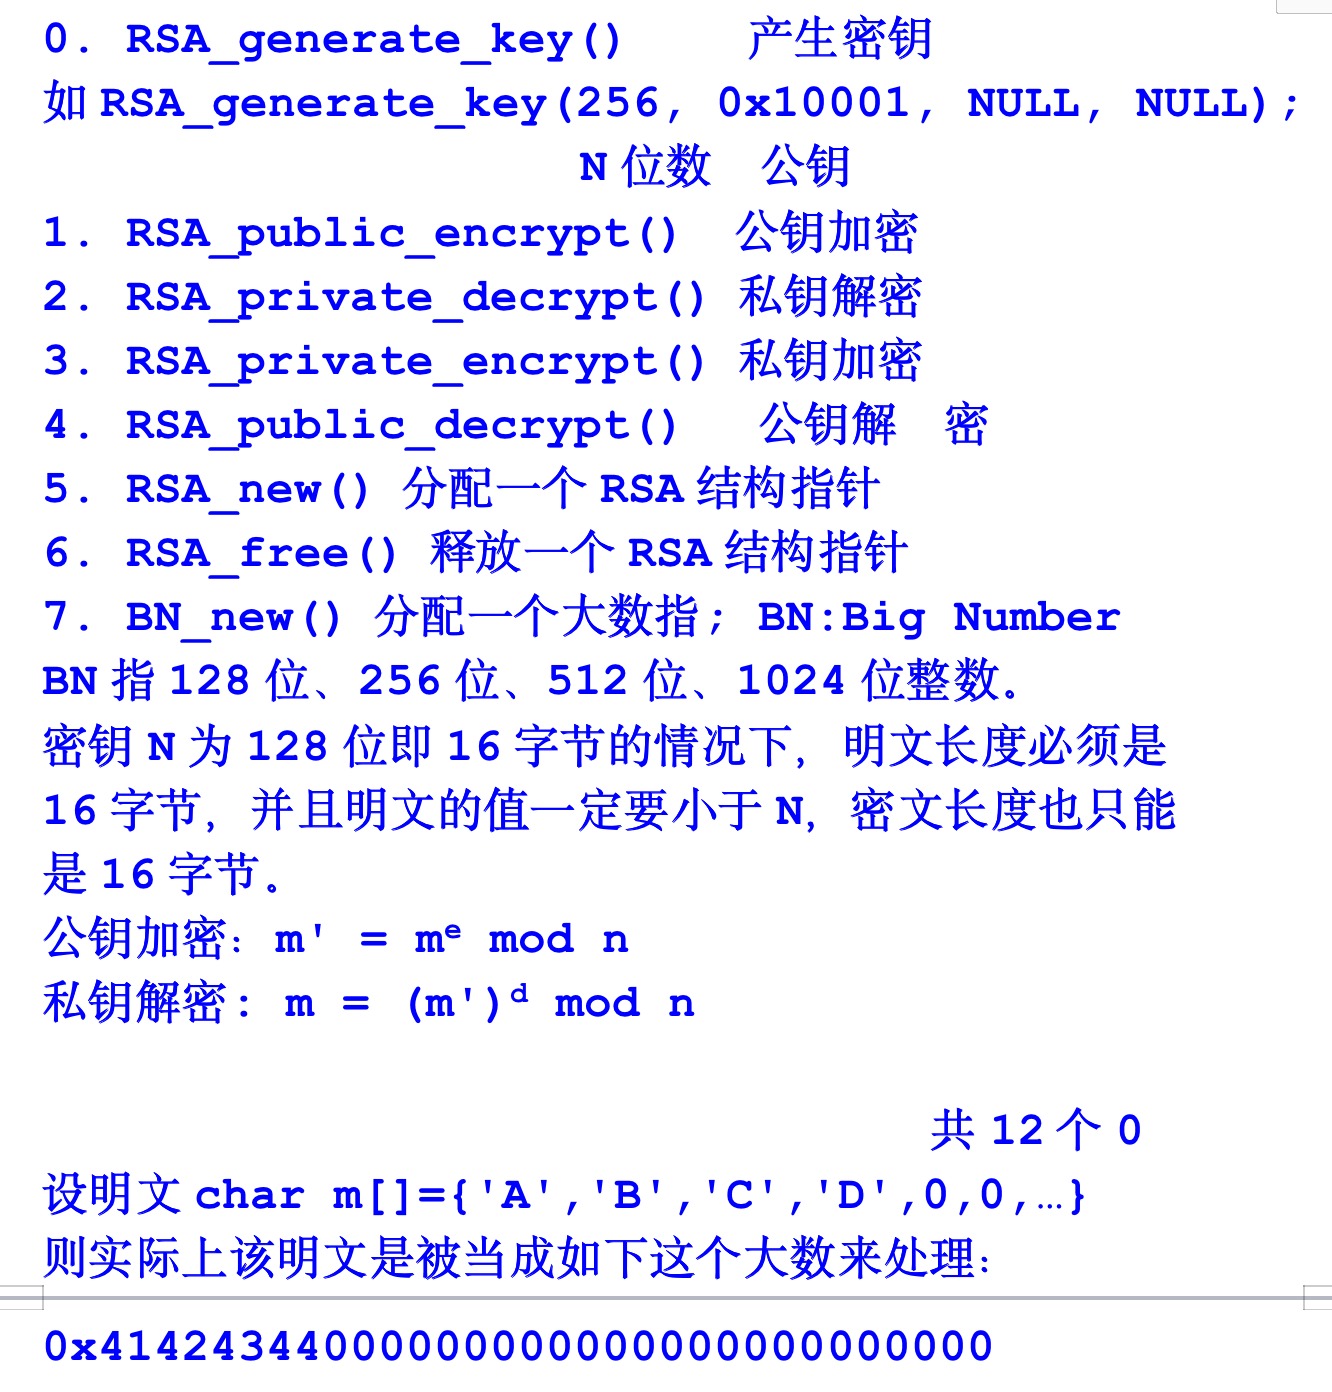 0. RSA_generate_key() 产生密钥
如 RSA_generate_key(256, 0x10001, NULL, NULL);
N 位数 公钥
1. RSA_public_encrypt() 公钥加密
2. RSA_private_decrypt() 私钥解密
3. RSA_private_encrypt() 私钥加密
4. RSA_public_decrypt() 公钥解 密
5. RSA_new() 分配一个 RSA 结构指针
6. RSA_free() 释放一个 RSA 结构指针
7. BN_new() 分配一个大数指; BN:Big Number
BN 指 128 位、256 位、512 位、1024 位整数。
密钥 N 为 128 位即 16 字节的情况下，明文长度必须是
16 字节，并且明文的值一定要小于 N，密文长度也只能
是 16 字节。
公钥加密：m' = mᵉ mod n
私钥解密: m = (m')ᵈ mod n
共 12 个 0
设明文 char m[]={'A','B','C','D',0,0,…}
则实际上该明文是被当成如下这个大数来处理：
0x41424344000000000000000000000000